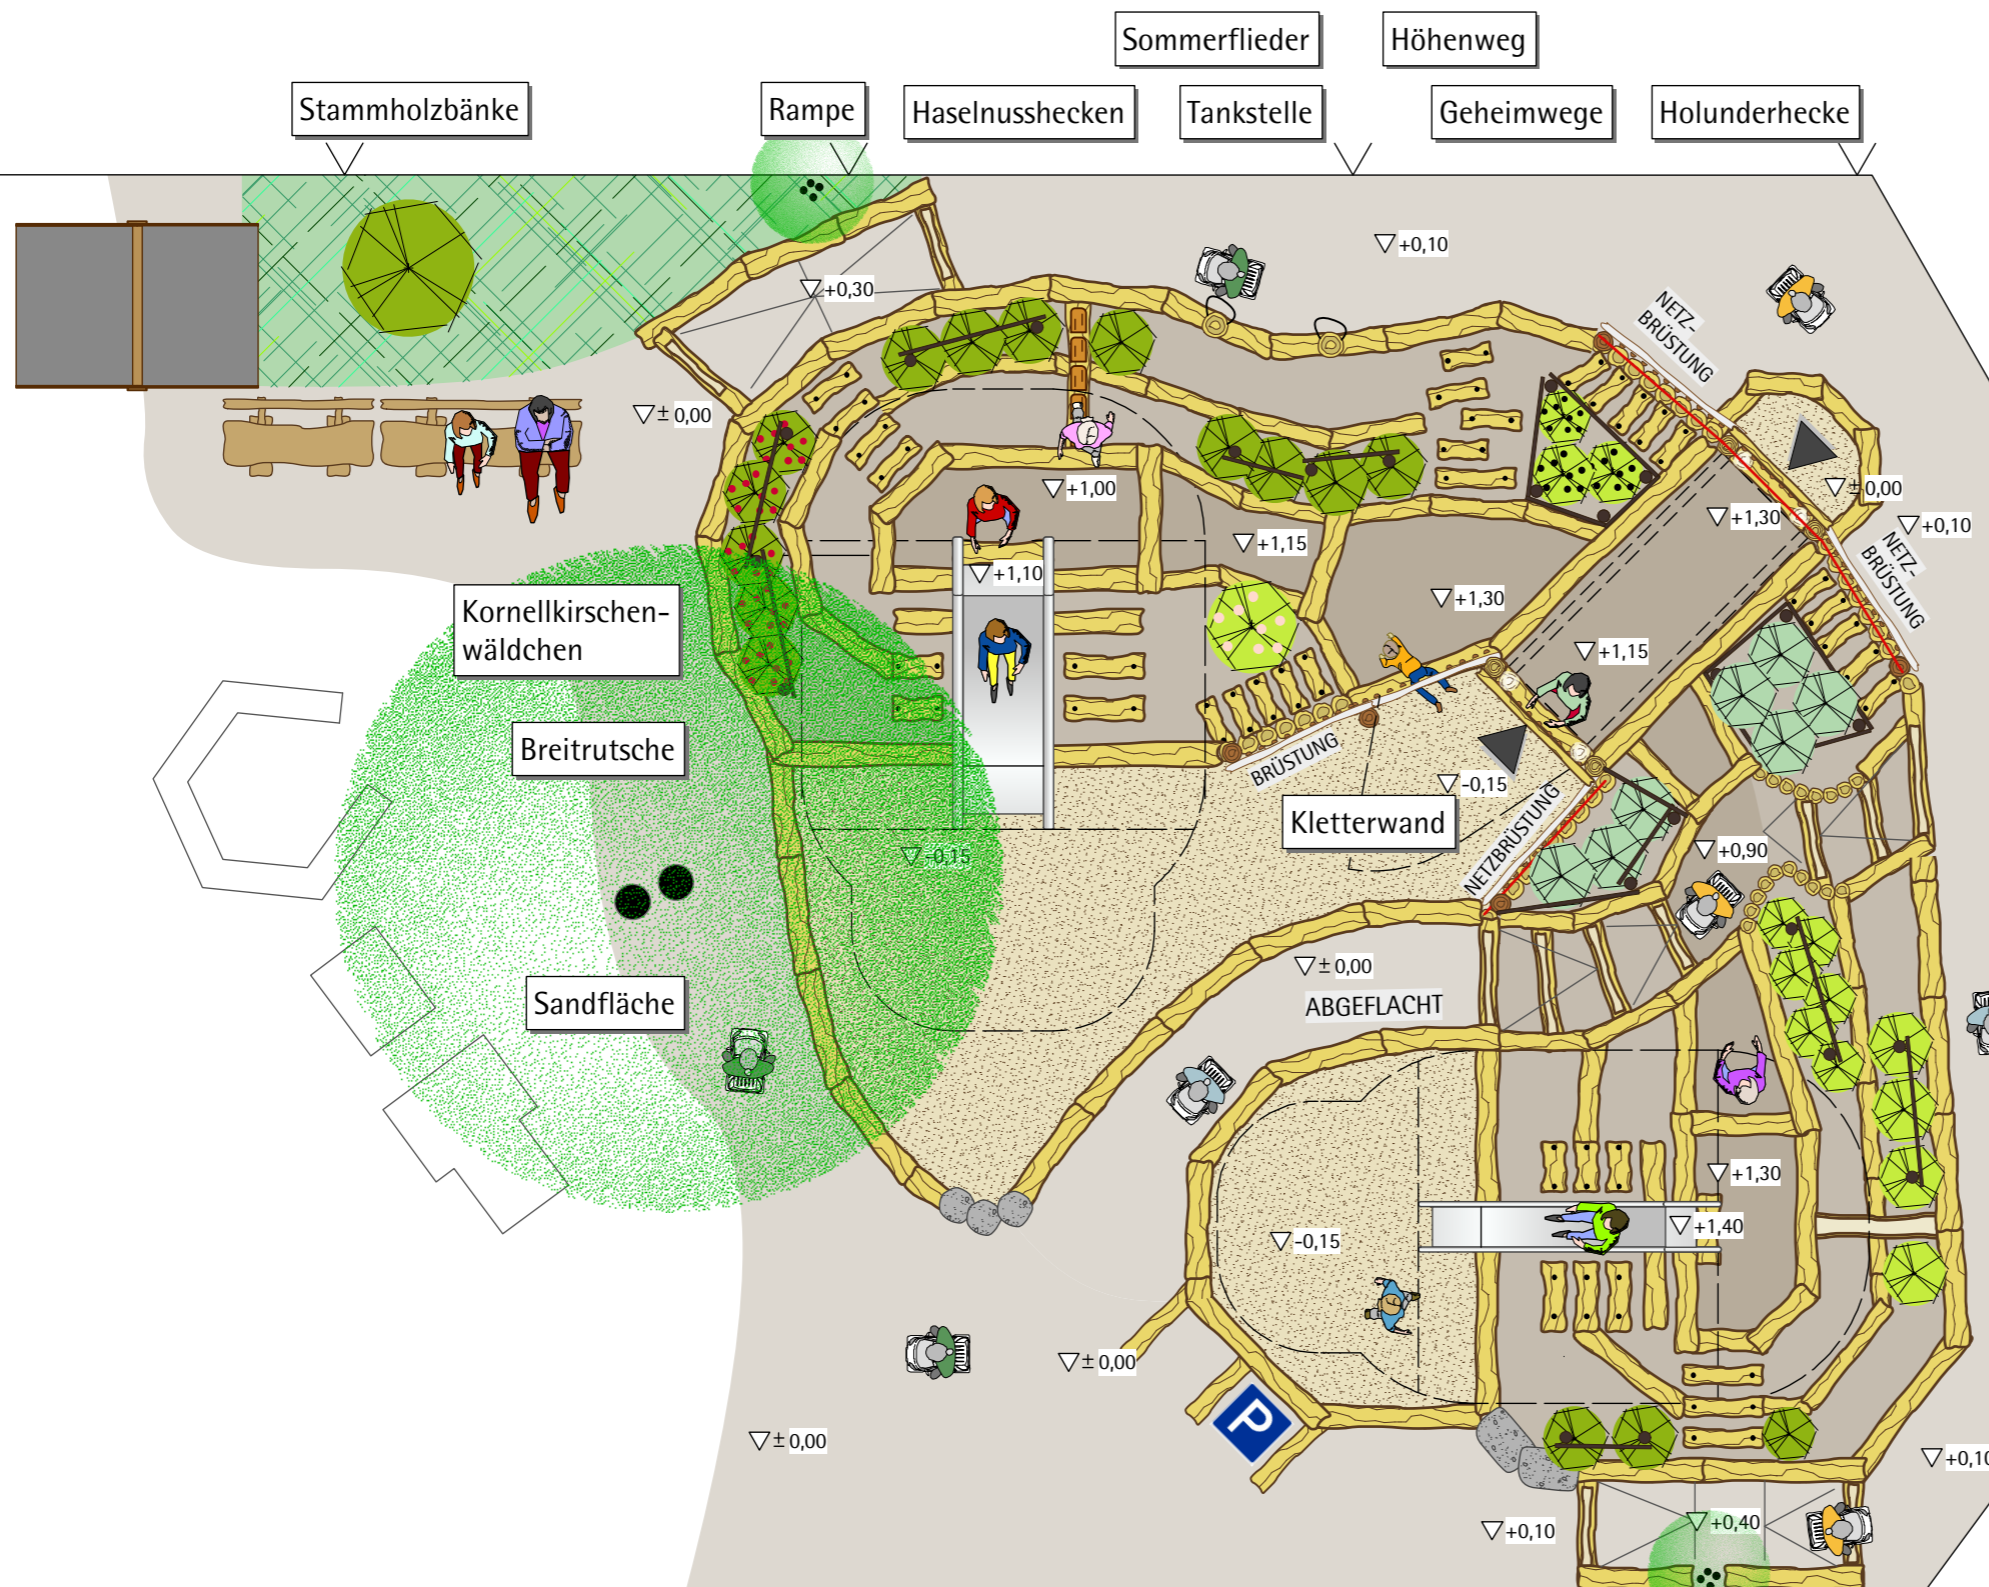 Sommerflieder
Höhenweg
Stammholzbänke
Rampe
Haselnusshecken
Tankstelle
Geheimwege
Holunderhecke
+0,10
+0,30
NETZ-
BRÜSTUNG
± 0,00
+1,00
± 0,00
+1,30
+0,10
+1,15
NETZ-
BRÜSTUNG
+1,10
+1,30
Kornellkirschen-
wäldchen
+1,15
Breitrutsche
BRÜSTUNG
-0,15
Kletterwand
NETZBRÜSTUNG
+0,90
-0,15
± 0,00
Sandfläche
ABGEFLACHT
+1,30
+1,40
-0,15
± 0,00
P
± 0,00
+0,10
+0,10
+0,40